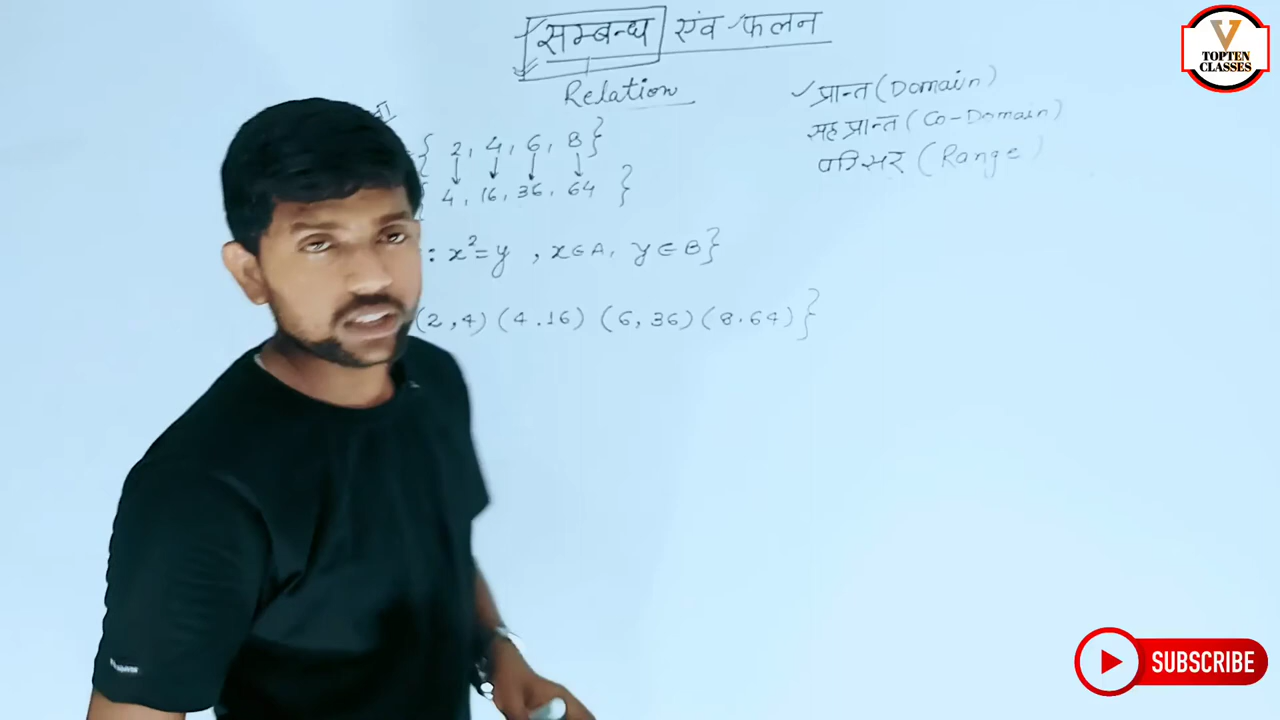 सम्बन्ध एंव फलन
Relation
{ 2, 4, 6, 8 }
{ 4, 16, 36, 64 }
: x²=y , x∈A, y∈B}
(2,4) (4.16) (6,36) (8.64) }
प्रान्त (Domain)
सह प्रान्त (Co-Domain)
परिसर (Range)
V
TOPTEN
CLASSES
SUBSCRIBE